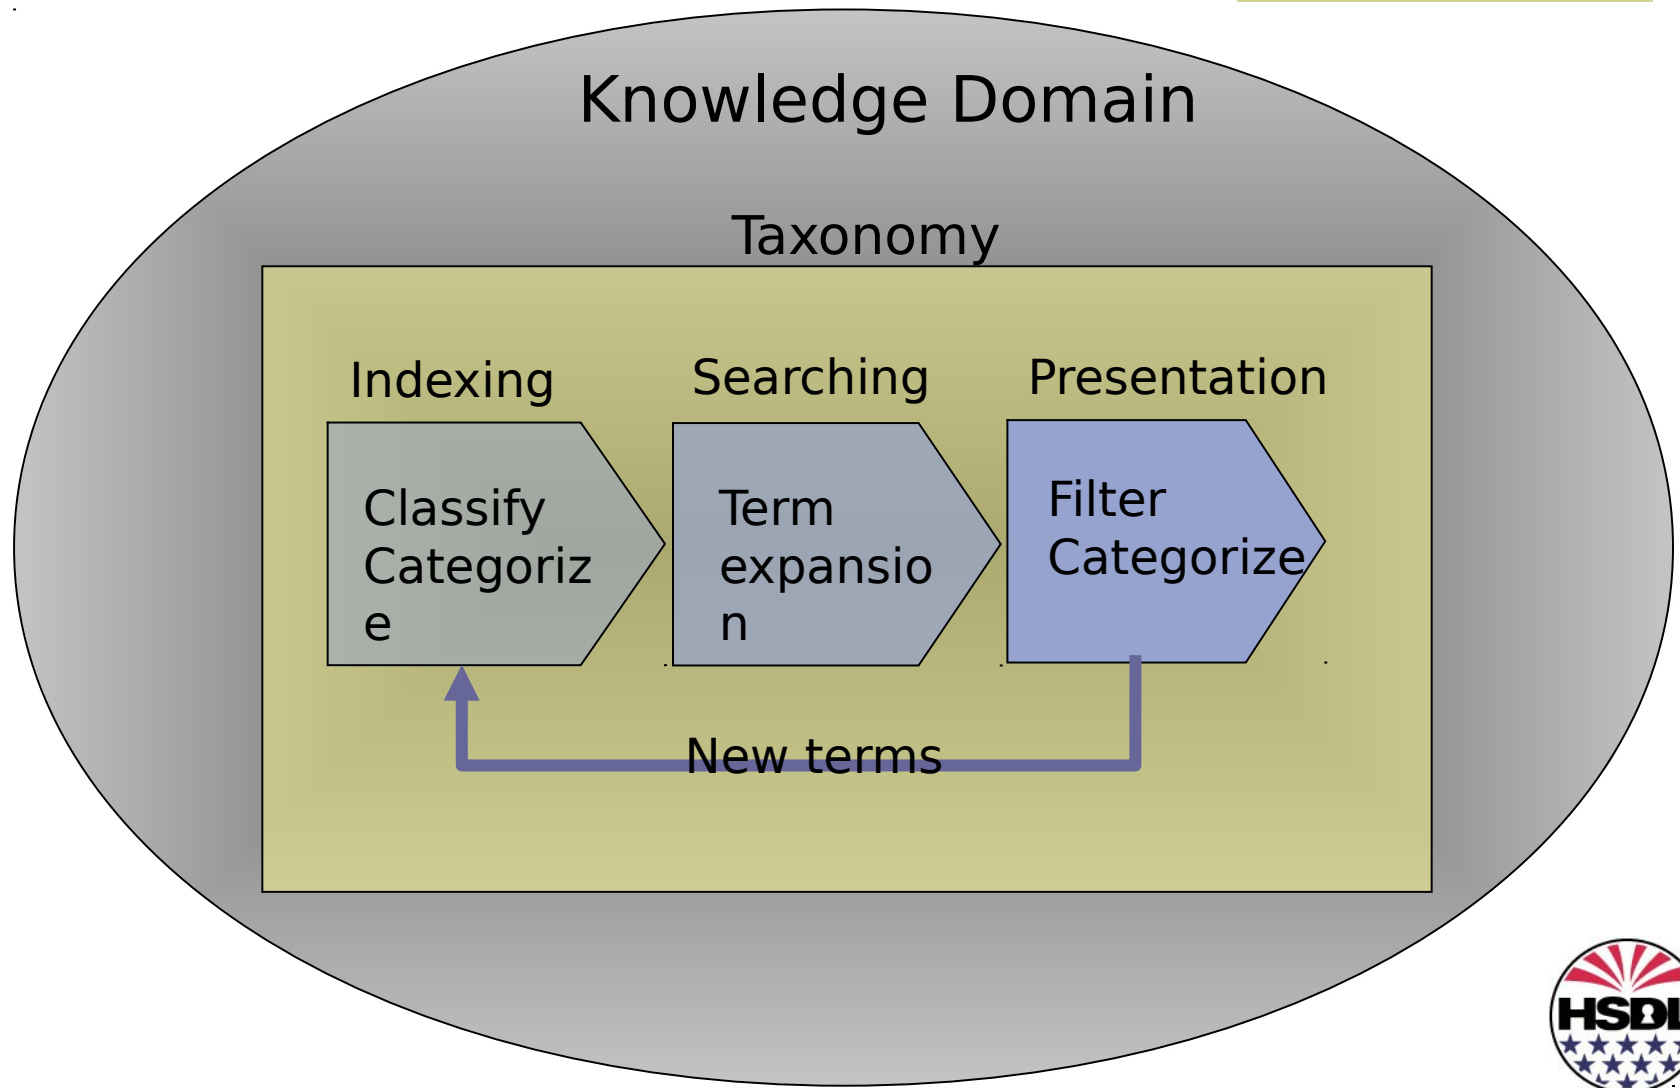 Knowledge Domain
Taxonomy
Indexing
Searching
Presentation
Classify
Categoriz
e
Term
expansio
n
Filter
Categorize
New terms
HSDL